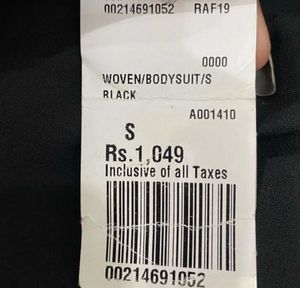 00214691052 RAF19
0000
WOVEN/BODYSUIT/S
BLACK
A001410
S
Rs.1,049
Inclusive of all Taxes
00214691052